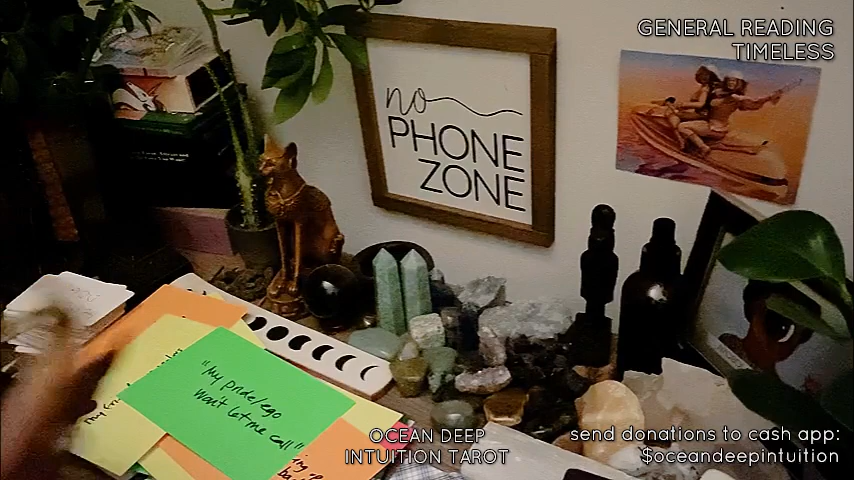 GENERAL READING
TIMELESS
no
PHONE
ZONE
"My pride/ego
won't let me call"
OCEAN DEEP
INTUITION TAROT
send donations to cash app:
$oceandeepintuition